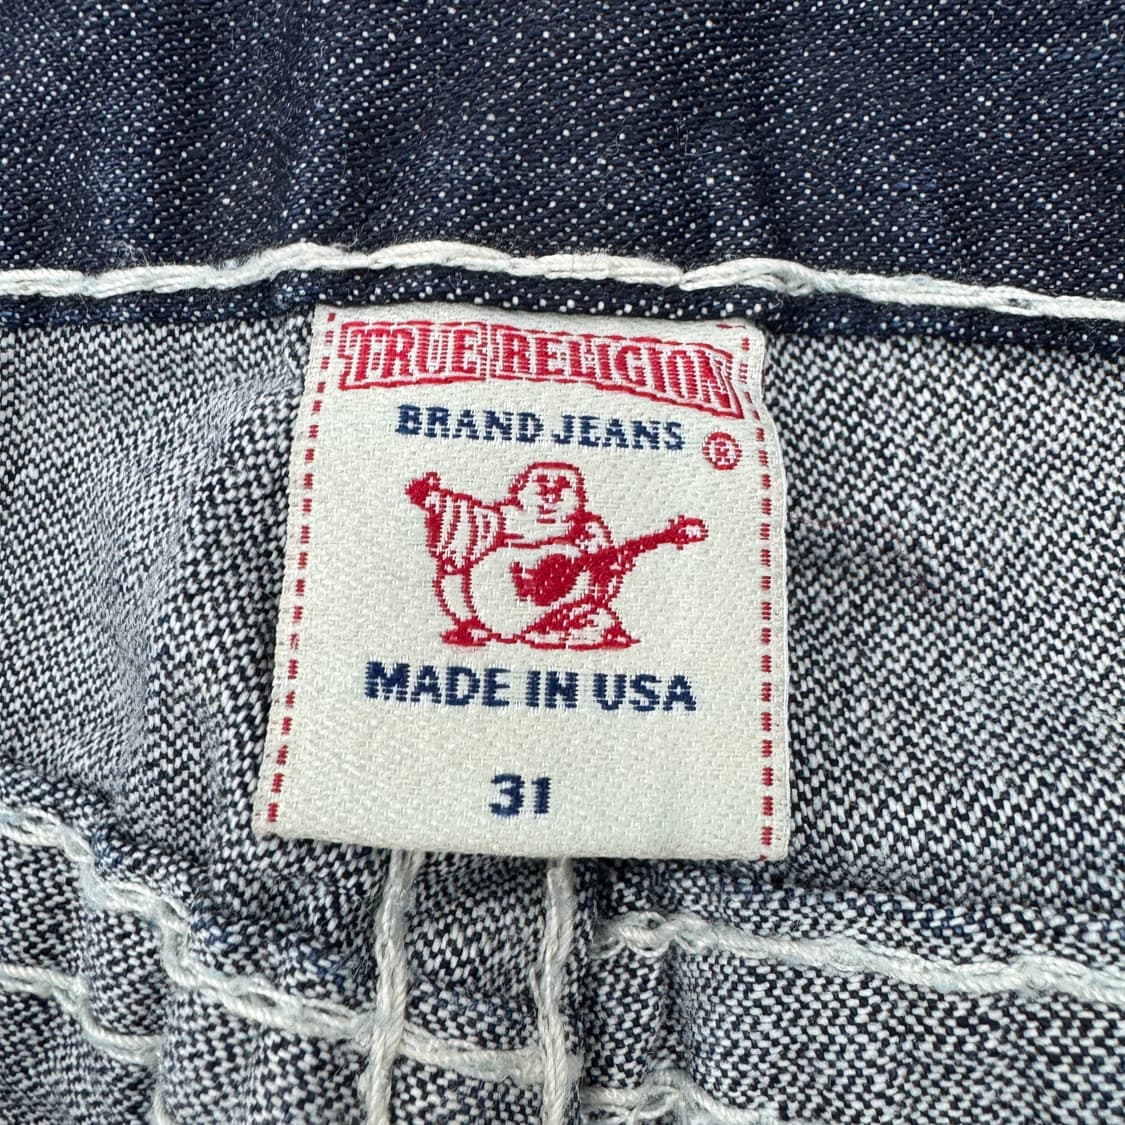 TRUE RELIGION
BRAND JEANS
®
MADE IN USA
31